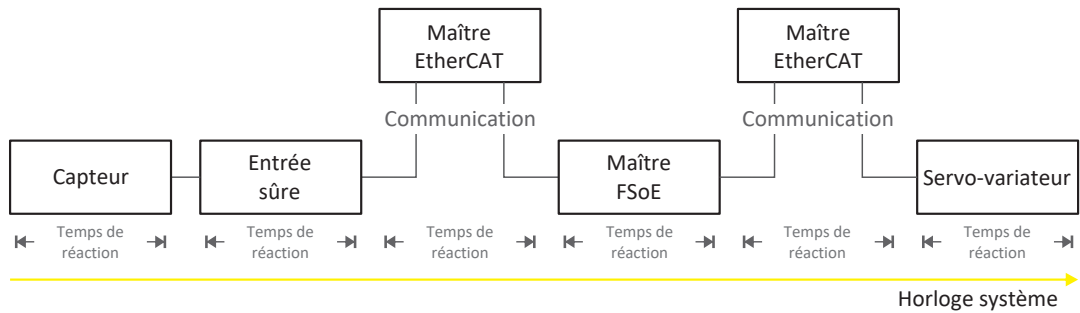 Maître
EtherCAT
Maître
EtherCAT
Communication
Communication
Capteur
Entrée
sûre
Maître
FSoE
Servo-variateur
Temps de
réaction
Temps de
réaction
Temps de
réaction
Temps de
réaction
Temps de
réaction
Temps de
réaction
Horloge système